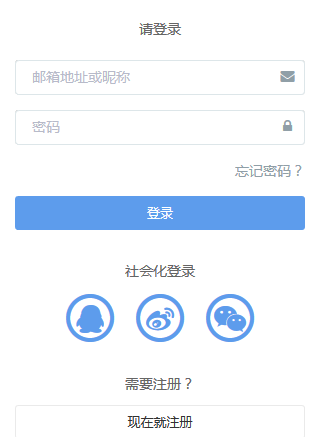 请登录
邮箱地址或昵称
密码
忘记密码？
登录
社会化登录
需要注册？
现在就注册